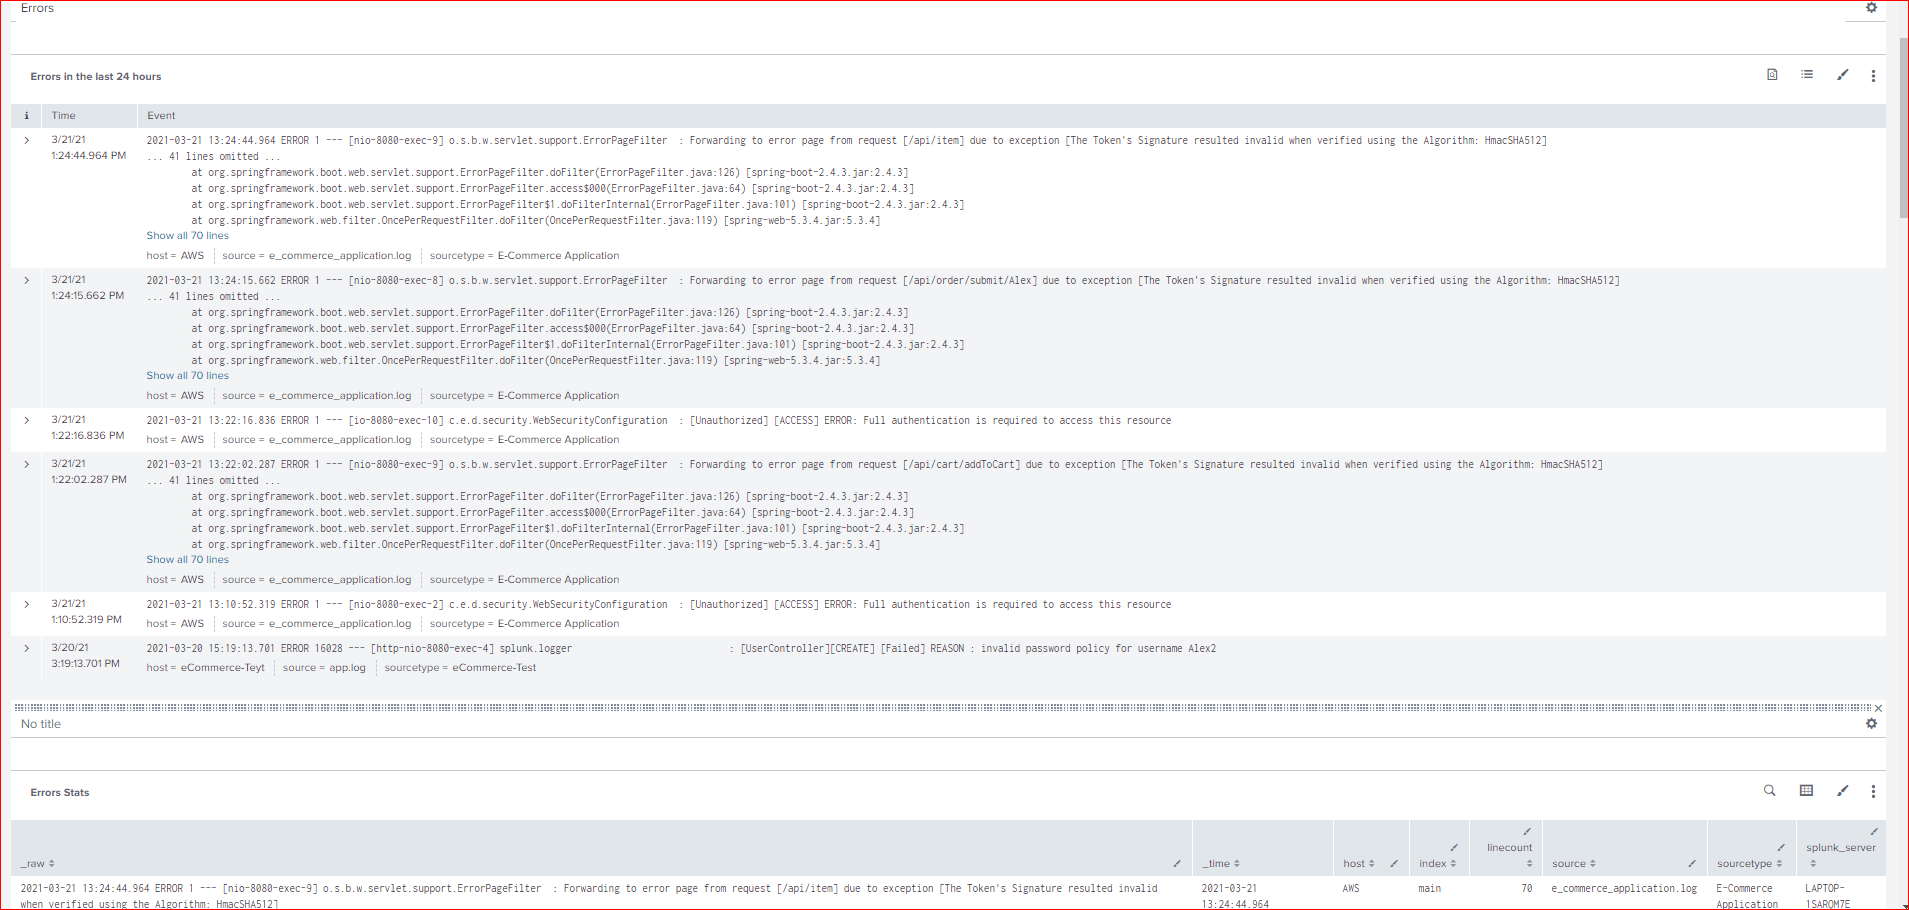 Errors
Errors in the last 24 hours
i Time Event
3/21/21 2021-03-21 13:24:44.964 ERROR 1 --- [nio-8080-exec-9] o.s.b.w.servlet.support.ErrorPageFilter : Forwarding to error page from request [/api/item] due to exception [The Token's Signature resulted invalid when verified using the Algorithm: HmacSHA512]
1:24:44.964 PM ... 41 lines omitted ...
at org.springframework.boot.web.servlet.support.ErrorPageFilter.doFilter(ErrorPageFilter.java:126) [spring-boot-2.4.3.jar:2.4.3]
at org.springframework.boot.web.servlet.support.ErrorPageFilter.access$000(ErrorPageFilter.java:64) [spring-boot-2.4.3.jar:2.4.3]
at org.springframework.boot.web.servlet.support.ErrorPageFilter$1.doFilterInternal(ErrorPageFilter.java:101) [spring-boot-2.4.3.jar:2.4.3]
at org.springframework.web.filter.OncePerRequestFilter.doFilter(OncePerRequestFilter.java:119) [spring-web-5.3.4.jar:5.3.4]
Show all 70 lines
host = AWS source = e_commerce_application.log sourcetype = E-Commerce Application
3/21/21 2021-03-21 13:24:15.662 ERROR 1 --- [nio-8080-exec-8] o.s.b.w.servlet.support.ErrorPageFilter : Forwarding to error page from request [/api/order/submit/Alex] due to exception [The Token's Signature resulted invalid when verified using the Algorithm: HmacSHA512]
1:24:15.662 PM ... 41 lines omitted ...
at org.springframework.boot.web.servlet.support.ErrorPageFilter.doFilter(ErrorPageFilter.java:126) [spring-boot-2.4.3.jar:2.4.3]
at org.springframework.boot.web.servlet.support.ErrorPageFilter.access$000(ErrorPageFilter.java:64) [spring-boot-2.4.3.jar:2.4.3]
at org.springframework.boot.web.servlet.support.ErrorPageFilter$1.doFilterInternal(ErrorPageFilter.java:101) [spring-boot-2.4.3.jar:2.4.3]
at org.springframework.web.filter.OncePerRequestFilter.doFilter(OncePerRequestFilter.java:119) [spring-web-5.3.4.jar:5.3.4]
Show all 70 lines
host = AWS source = e_commerce_application.log sourcetype = E-Commerce Application
3/21/21 2021-03-21 13:22:16.836 ERROR 1 --- [io-8080-exec-10] c.e.d.security.WebSecurityConfiguration : [Unauthorized] [ACCESS] ERROR: Full authentication is required to access this resource
1:22:16.836 PM host = AWS source = e_commerce_application.log sourcetype = E-Commerce Application
3/21/21 2021-03-21 13:22:02.287 ERROR 1 --- [nio-8080-exec-9] o.s.b.w.servlet.support.ErrorPageFilter : Forwarding to error page from request [/api/cart/addToCart] due to exception [The Token's Signature resulted invalid when verified using the Algorithm: HmacSHA512]
1:22:02.287 PM ... 41 lines omitted ...
at org.springframework.boot.web.servlet.support.ErrorPageFilter.doFilter(ErrorPageFilter.java:126) [spring-boot-2.4.3.jar:2.4.3]
at org.springframework.boot.web.servlet.support.ErrorPageFilter.access$000(ErrorPageFilter.java:64) [spring-boot-2.4.3.jar:2.4.3]
at org.springframework.boot.web.servlet.support.ErrorPageFilter$1.doFilterInternal(ErrorPageFilter.java:101) [spring-boot-2.4.3.jar:2.4.3]
at org.springframework.web.filter.OncePerRequestFilter.doFilter(OncePerRequestFilter.java:119) [spring-web-5.3.4.jar:5.3.4]
Show all 70 lines
host = AWS source = e_commerce_application.log sourcetype = E-Commerce Application
3/21/21 2021-03-21 13:10:52.319 ERROR 1 --- [nio-8080-exec-2] c.e.d.security.WebSecurityConfiguration : [Unauthorized] [ACCESS] ERROR: Full authentication is required to access this resource
1:10:52.319 PM host = AWS source = e_commerce_application.log sourcetype = E-Commerce Application
3/20/21 2021-03-20 15:19:13.701 ERROR 16028 --- [http-nio-8080-exec-4] splunk.logger : [UserController][CREATE] [Failed] REASON : invalid password policy for username Alex2
3:19:13.701 PM host = eCommerce-Teyt source = app.log sourcetype = eCommerce-Test
No title
Errors Stats
_raw _time host index linecount source sourcetype splunk_server
2021-03-21 13:24:44.964 ERROR 1 --- [nio-8080-exec-9] o.s.b.w.servlet.support.ErrorPageFilter : Forwarding to error page from request [/api/item] due to exception [The Token's Signature resulted invalid 2021-03-21 AWS main 70 e_commerce_application.log E-Commerce LAPTOP-
when verified using the Algorithm: HmacSHA512] 13:24:44.964 Application 1SAROM7E